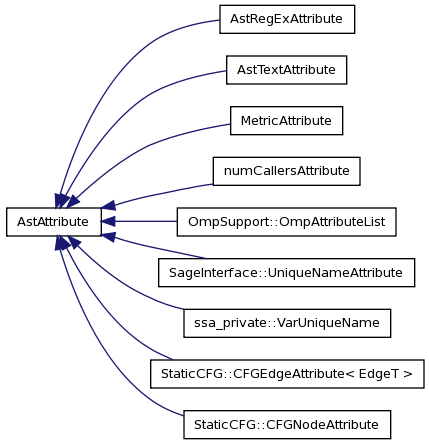 AstRegExAttribute
AstTextAttribute
MetricAttribute
numCallersAttribute
AstAttribute
OmpSupport::OmpAttributeList
SageInterface::UniqueNameAttribute
ssa_private::VarUniqueName
StaticCFG::CFGEdgeAttribute< EdgeT >
StaticCFG::CFGNodeAttribute